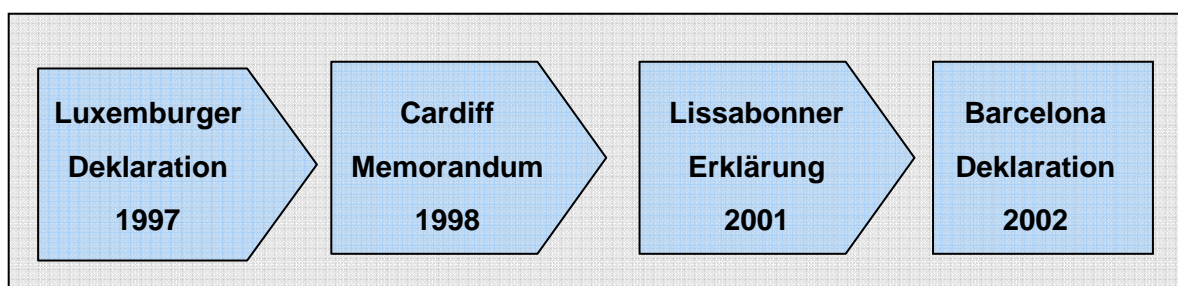 Luxemburger
Deklaration
1997
Cardiff
Memorandum
1998
Lissabonner
Erklärung
2001
Barcelona
Deklaration
2002